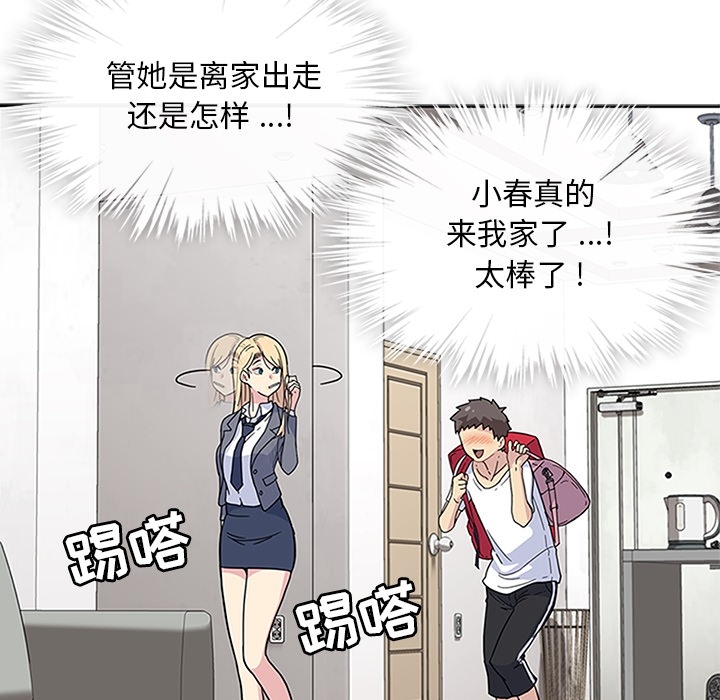 管她是离家出走
还是怎样 ...!
小春真的
来我家了 ...!
太棒了!
踢嗒
踢嗒